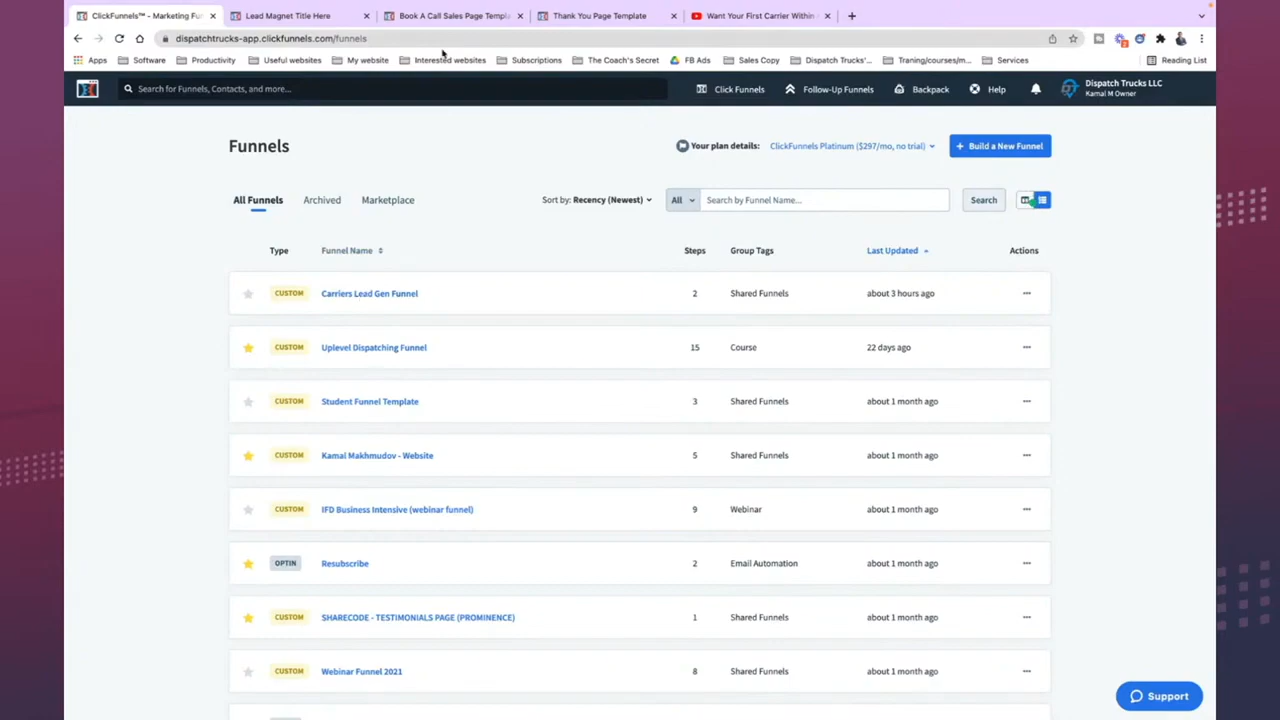 ClickFunnels™ - Marketing Fu
Lead Magnet Title Here
Book A Call Sales Page Templ
Thank You Page Template
Want Your First Carrier Within
dispatchtrucks-app.clickfunnels.com/funnels
Apps
Software
Productivity
Useful websites
My website
Interested websites
Subscriptions
The Coach's Secret
FB Ads
Sales Copy
Dispatch Trucks'...
Traning/courses/m...
Services
Reading List
Search for Funnels, Contacts, and more...
Click Funnels
Follow-Up Funnels
Backpack
Help
Dispatch Trucks LLC
Kamal M Owner
Funnels
Your plan details:
ClickFunnels Platinum ($297/mo, no trial)
+ Build a New Funnel
All Funnels
Archived
Marketplace
Sort by: Recency (Newest)
All
Search by Funnel Name...
Search
Type
Funnel Name
Steps
Group Tags
Last Updated
Actions
CUSTOM Carriers Lead Gen Funnel 2 Shared Funnels about 3 hours ago ...
CUSTOM Uplevel Dispatching Funnel 15 Course 22 days ago ...
CUSTOM Student Funnel Template 3 Shared Funnels about 1 month ago ...
CUSTOM Kamal Makhmudov - Website 5 Shared Funnels about 1 month ago ...
CUSTOM IFD Business Intensive (webinar funnel) 9 Webinar about 1 month ago ...
OPTIN Resubscribe 2 Email Automation about 1 month ago ...
CUSTOM SHARECODE - TESTIMONIALS PAGE (PROMINENCE) 1 Shared Funnels about 1 month ago ...
CUSTOM Webinar Funnel 2021 8 Shared Funnels about 1 month ago ...
Support